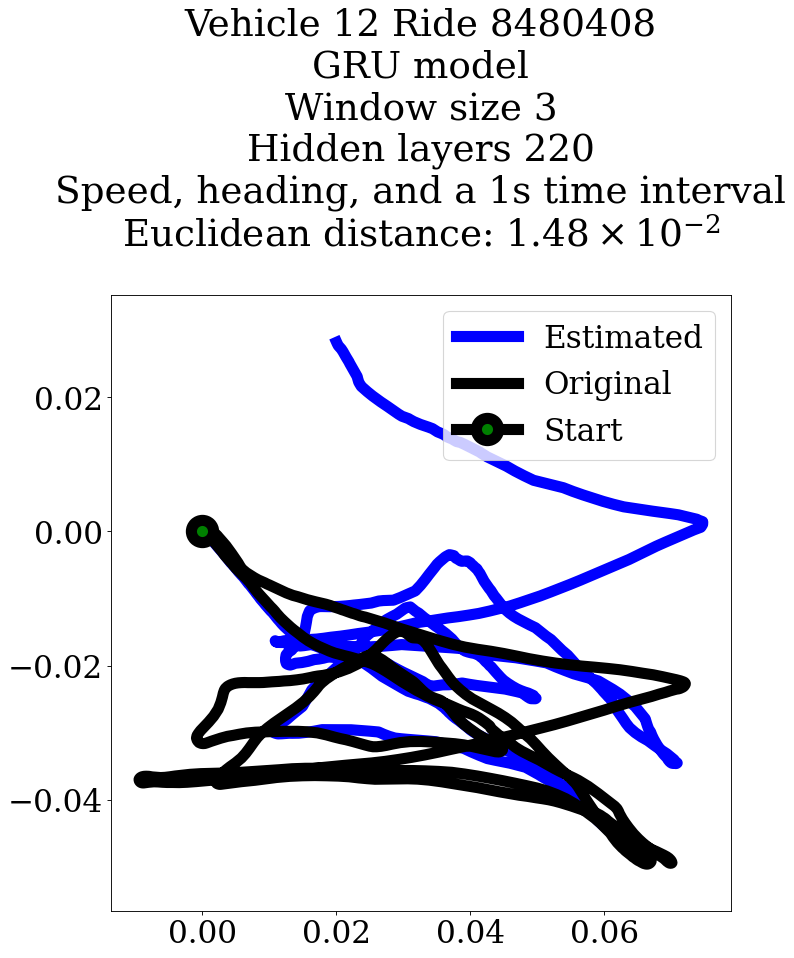 Vehicle 12 Ride 8480408
GRU model
Window size 3
Hidden layers 220
Speed, heading, and a 1s time interval
Euclidean distance: 1.48 × 10⁻²
Estimated
Original
Start
0.02
0.00
−0.02
−0.04
0.00 0.02 0.04 0.06